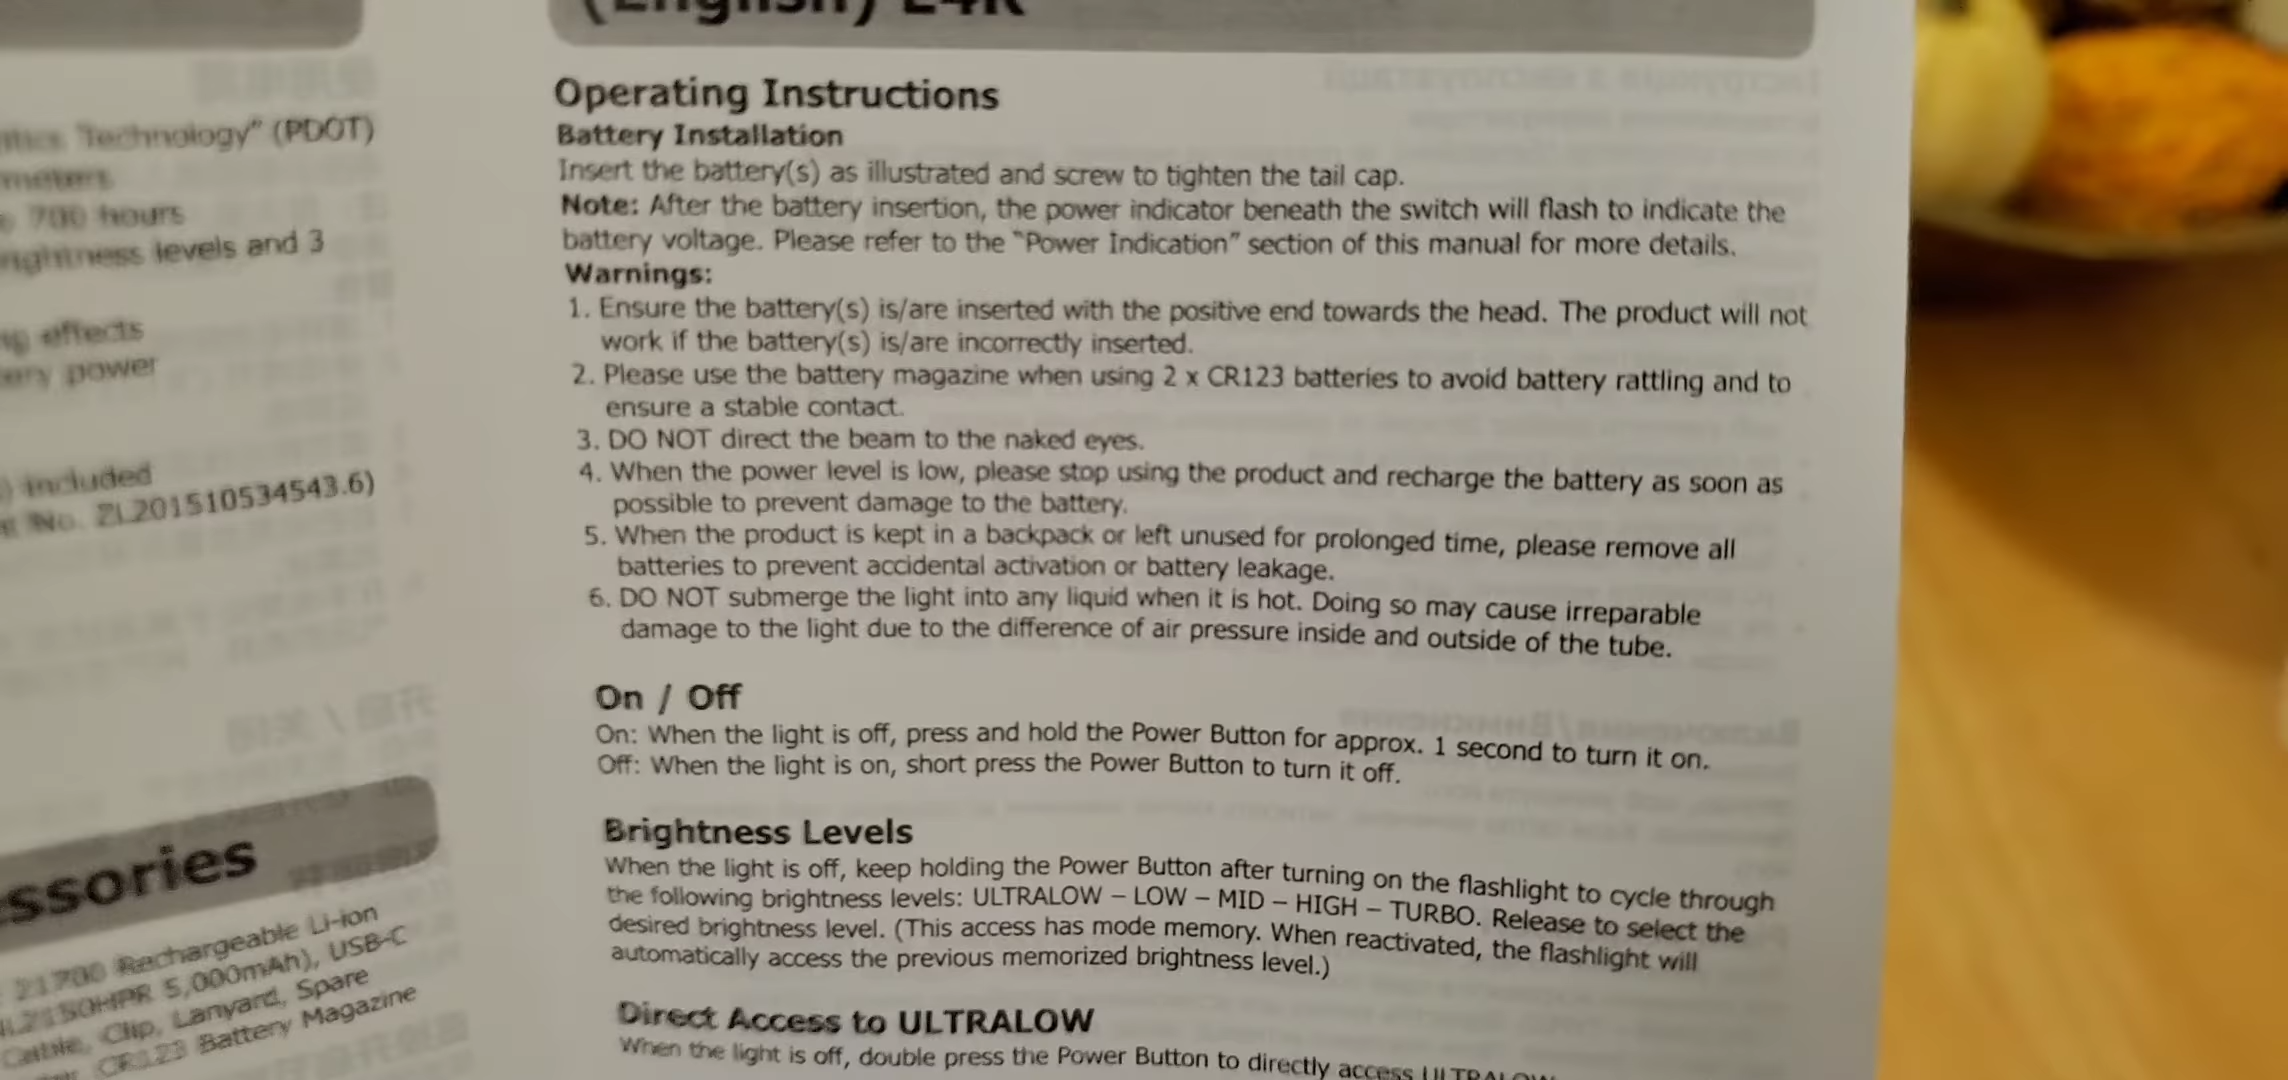 (English) E4K
Technology" (PDOT)
meters
700 hours
brightness levels and 3
effects
power
included
No. ZL201510534543.6)
ssories
21700 Rechargeable Li-ion
NL2150HPR 5,000mAh), USB-C
Cable, Clip, Lanyard, Spare
CR123 Battery Magazine
Operating Instructions
Battery Installation
Insert the battery(s) as illustrated and screw to tighten the tail cap.
Note: After the battery insertion, the power indicator beneath the switch will flash to indicate the
battery voltage. Please refer to the "Power Indication" section of this manual for more details.
Warnings:
1. Ensure the battery(s) is/are inserted with the positive end towards the head. The product will not
work if the battery(s) is/are incorrectly inserted.
2. Please use the battery magazine when using 2 x CR123 batteries to avoid battery rattling and to
ensure a stable contact.
3. DO NOT direct the beam to the naked eyes.
4. When the power level is low, please stop using the product and recharge the battery as soon as
possible to prevent damage to the battery.
5. When the product is kept in a backpack or left unused for prolonged time, please remove all
batteries to prevent accidental activation or battery leakage.
6. DO NOT submerge the light into any liquid when it is hot. Doing so may cause irreparable
damage to the light due to the difference of air pressure inside and outside of the tube.
On / Off
On: When the light is off, press and hold the Power Button for approx. 1 second to turn it on.
Off: When the light is on, short press the Power Button to turn it off.
Brightness Levels
When the light is off, keep holding the Power Button after turning on the flashlight to cycle through
the following brightness levels: ULTRALOW – LOW – MID – HIGH – TURBO. Release to select the
desired brightness level. (This access has mode memory. When reactivated, the flashlight will
automatically access the previous memorized brightness level.)
Direct Access to ULTRALOW
When the light is off, double press the Power Button to directly access ULTRALOW